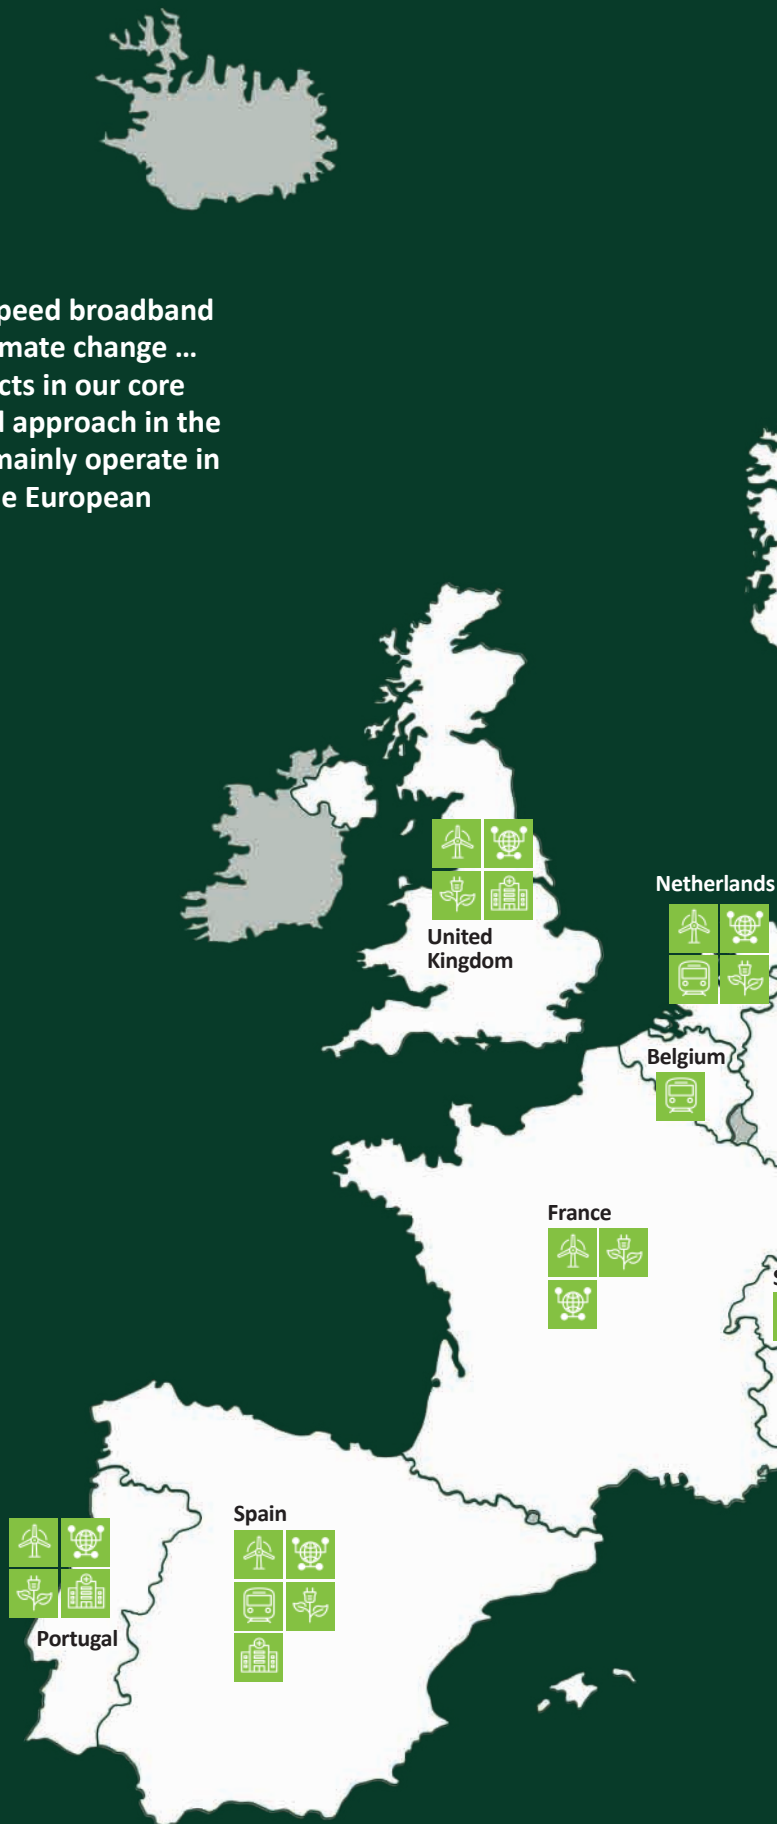 peed broadband
mate change ...
cts in our core
l approach in the
mainly operate in
e European
Netherlands
United
Kingdom
Belgium
France
S
Spain
Portugal